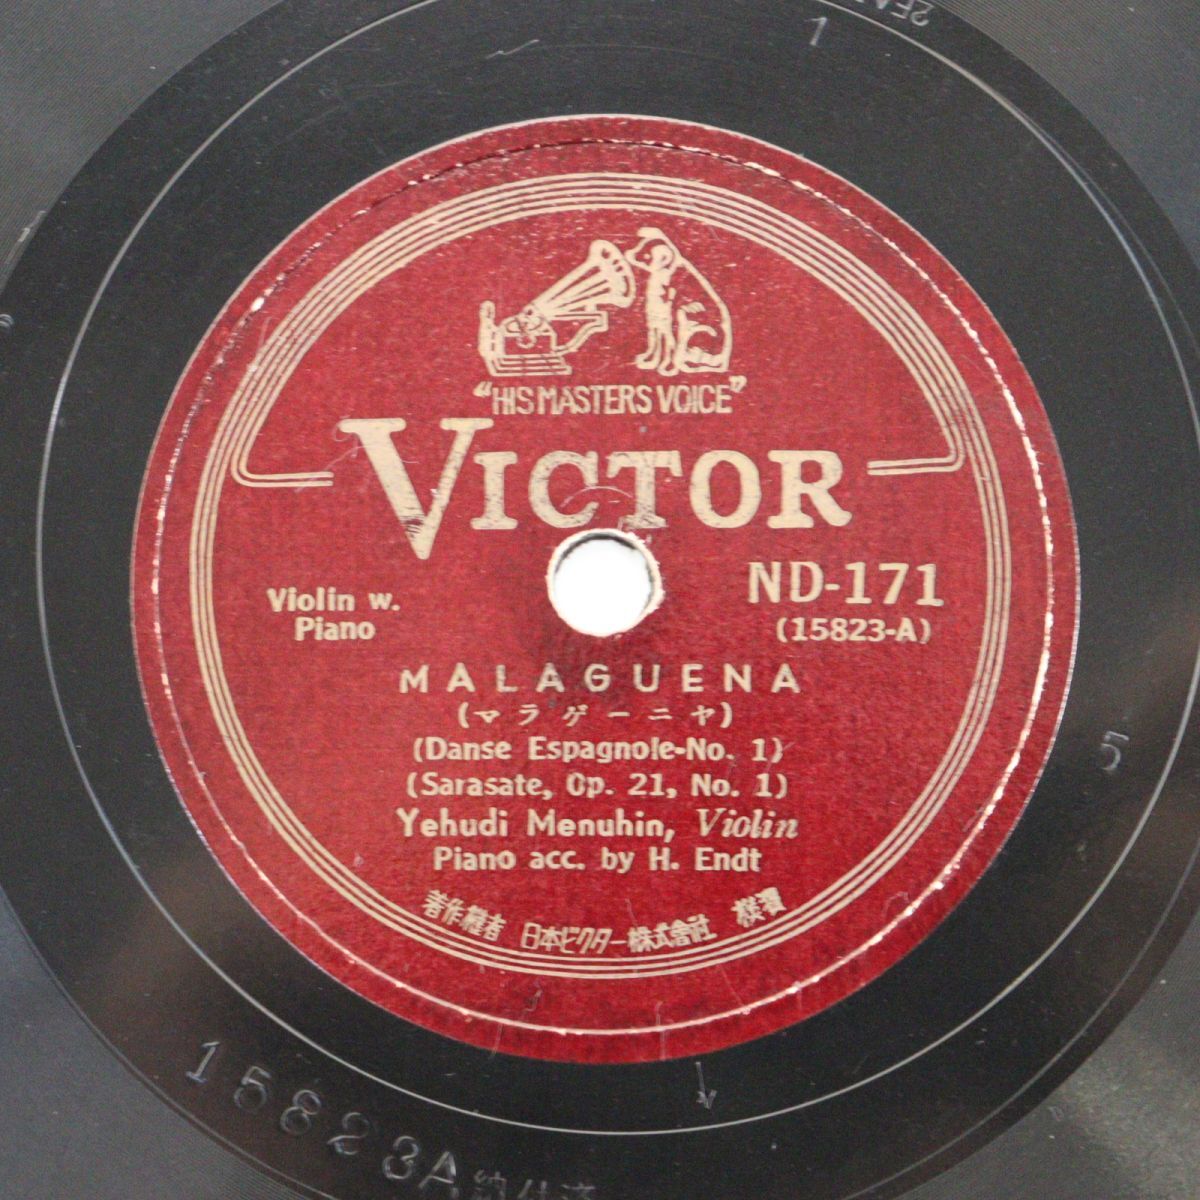 1
"HIS MASTERS VOICE"
VICTOR
Violin w.
Piano
ND-171
(15823-A)
MALAGUENA
(マラゲーニヤ)
(Danse Espagnole-No. 1)
(Sarasate, Op. 21, No. 1)
Yehudi Menuhin, Violin
Piano acc. by H. Endt
著作権者 日本ビクター株式會社
5
15823A